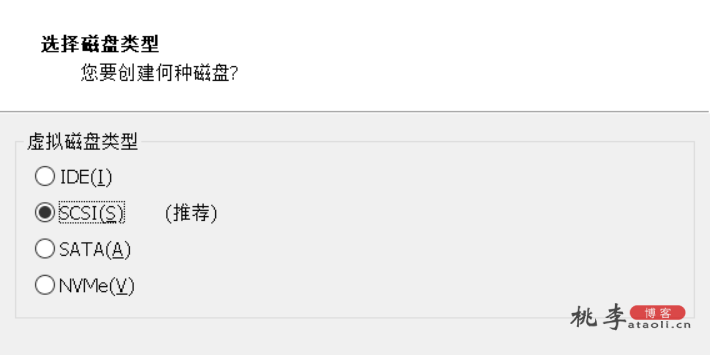 选择磁盘类型
您要创建何种磁盘?
虚拟磁盘类型
IDE(I)
SCSI(S) (推荐)
SATA(A)
NVMe(V)
桃李 博客
ataoli.cn